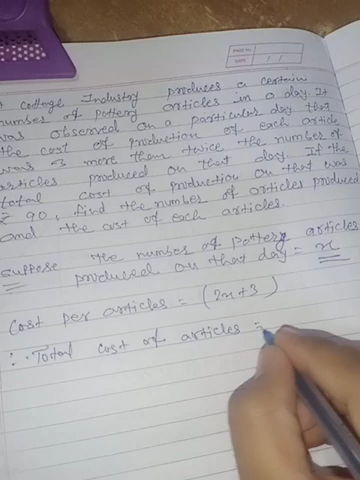 A cottage Industry produces a certain
number of Pottery articles in a day. It
was observed on a particular day that
the cost of production of each article
was 3 more than twice the number of
articles produced on that day. If the
total cost of production on that was
₹ 90, find the number of articles produced
and the cost of each articles.
Suppose the number of Pottery articles
produced on that day = x
Cost per articles = (2x+3)
∴ Total cost of articles =
PAGE NO.
DATE / /